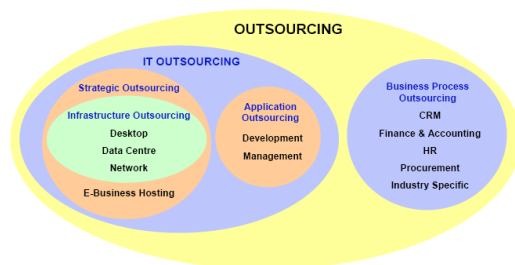 OUTSOURCING
IT OUTSOURCING
Strategic Outsourcing
Infrastructure Outsourcing
Desktop
Data Centre
Network
E-Business Hosting
Application
Outsourcing
Development
Management
Business Process
Outsourcing
CRM
Finance & Accounting
HR
Procurement
Industry Specific